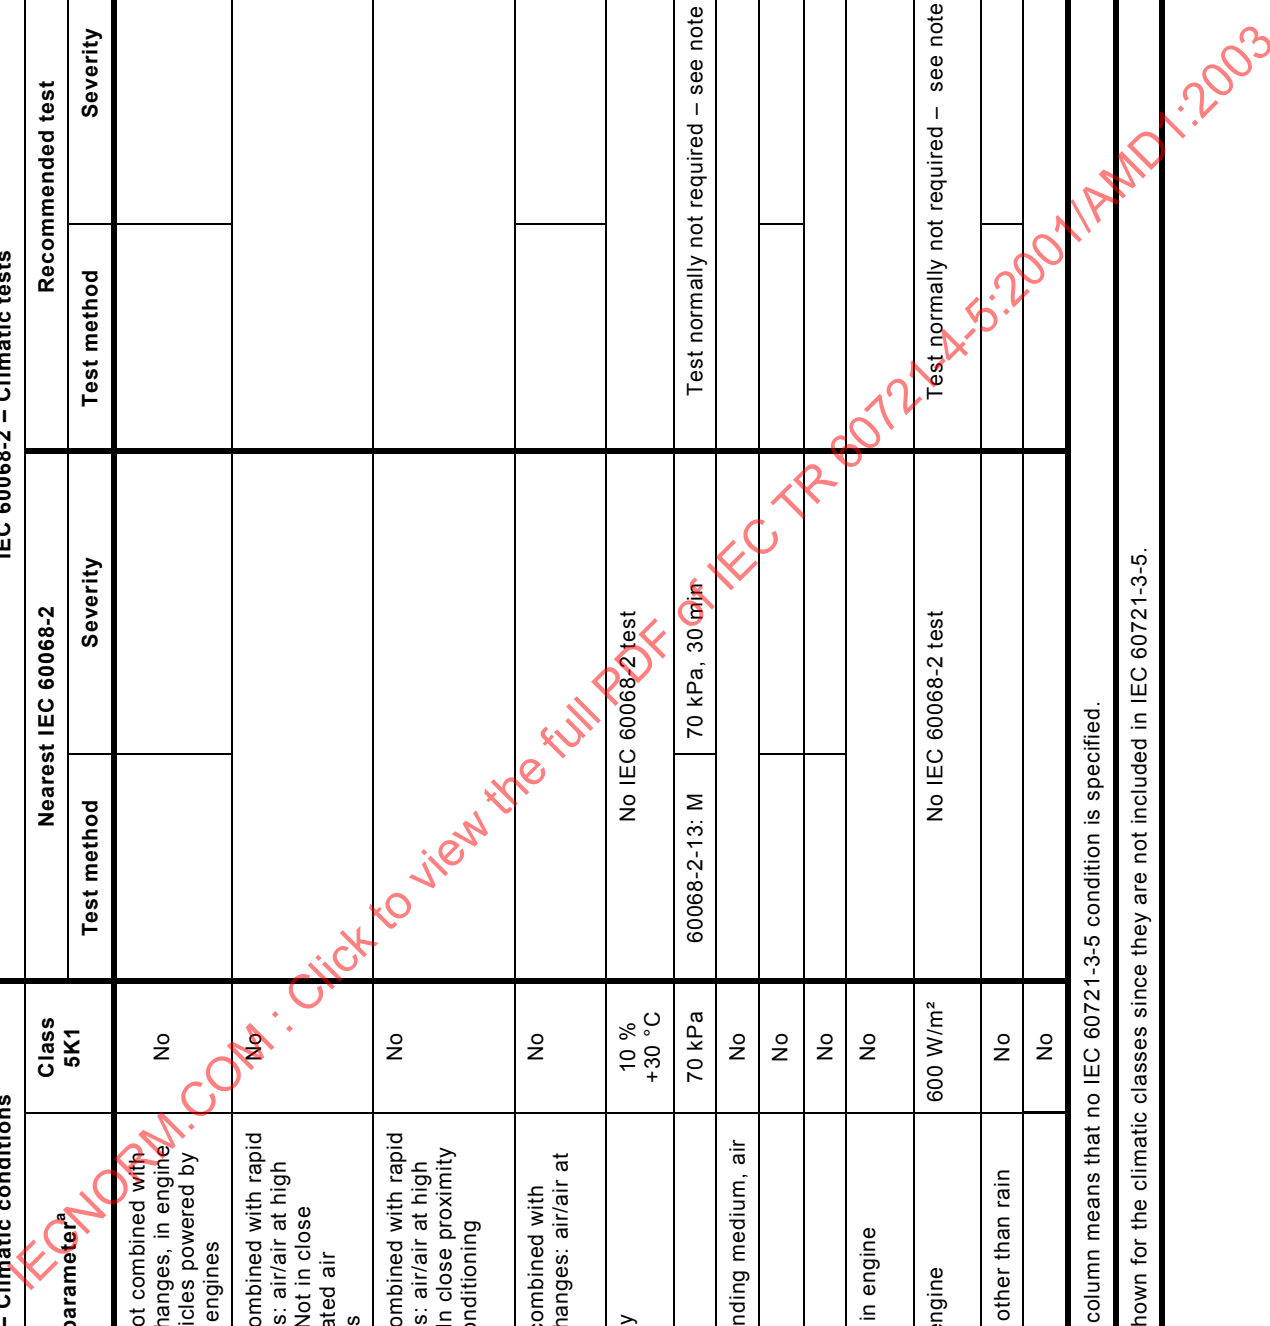 IEC 60068-2 – Climatic tests
– Climatic conditions
Recommended test
Nearest IEC 60068-2
Class
5K1
parameterᵃ
Severity
Test method
Severity
Test method
No
ot combined with
hanges, in engine
icles powered by
engines
No
ombined with rapid
s: air/air at high
Not in close
ated air
s
No
ombined with rapid
s: air/air at high
In close proximity
onditioning
No
combined with
hanges: air/air at
No IEC 60068-2 test
10 %
+30 °C
y
Test normally not required – see note
70 kPa, 30 min
60068-2-13: M
70 kPa
No
nding medium, air
No
No
No
in engine
Test normally not required – see note
No IEC 60068-2 test
600 W/m²
engine
No
other than rain
No
column means that no IEC 60721-3-5 condition is specified.
hown for the climatic classes since they are not included in IEC 60721-3-5.
IECNORM.COM : Click to view the full PDF of IEC TR 60721-4-5:2001/AMD1:2003